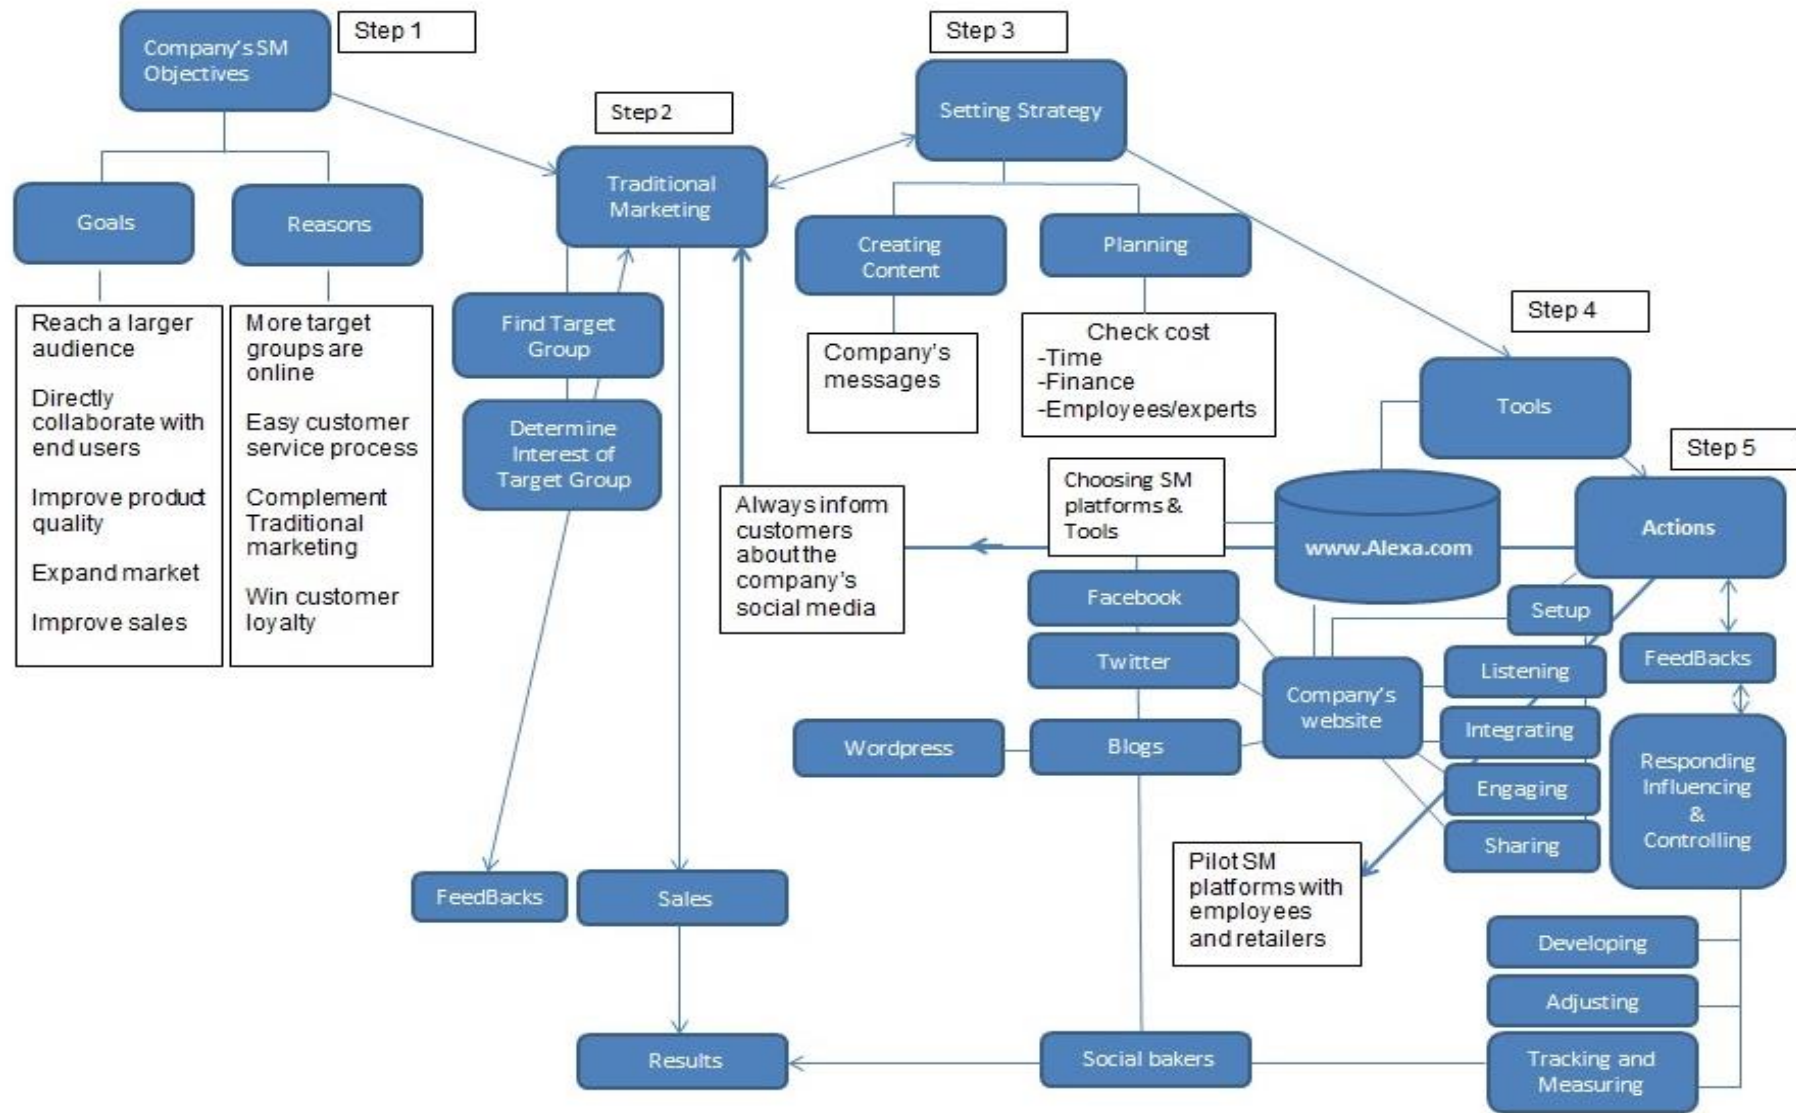 Company's SM
Objectives
Step 1
Goals
Reasons
Reach a larger
audience
Directly
collaborate with
end users
Improve product
quality
Expand market
Improve sales
More target
groups are
online
Easy customer
service process
Complement
Traditional
marketing
Win customer
loyalty
Step 2
Traditional
Marketing
Find Target
Group
Determine
Interest of
Target Group
FeedBacks
Sales
Results
Always inform
customers
about the
company's
social media
Step 3
Setting Strategy
Creating
Content
Planning
Company's
messages
Check cost
-Time
-Finance
-Employees/experts
Step 4
Tools
Choosing SM
platforms &
Tools
www.Alexa.com
Facebook
Twitter
Blogs
Wordpress
Company's
website
Social bakers
Step 5
Actions
Setup
Listening
Integrating
Engaging
Sharing
Pilot SM
platforms with
employees
and retailers
FeedBacks
Responding
Influencing
&
Controlling
Developing
Adjusting
Tracking and
Measuring